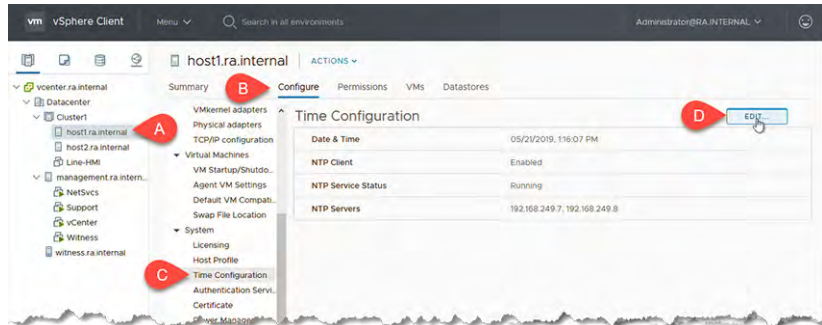 vm vSphere Client Menu Search in all environments Administrator@RA.INTERNAL
host1.ra.internal ACTIONS
Summary B Configure Permissions VMs Datastores
vcenter.ra.internal
Datacenter
Cluster1
host1.ra.internal A
host2.ra.internal
Line-HMI
management.ra.intern...
NetSvcs
Support
vCenter
Witness
witness.ra.internal
VMkernel adapters
Physical adapters
TCP/IP configuration
Virtual Machines
VM Startup/Shutdo...
Agent VM Settings
Default VM Compati...
Swap File Location
System
Licensing
Host Profile
C Time Configuration
Authentication Servi...
Certificate
Power Manage
Time Configuration D EDIT...
Date & Time 05/21/2019, 1:16:07 PM
NTP Client Enabled
NTP Service Status Running
NTP Servers 192.168.249.7, 192.168.249.8